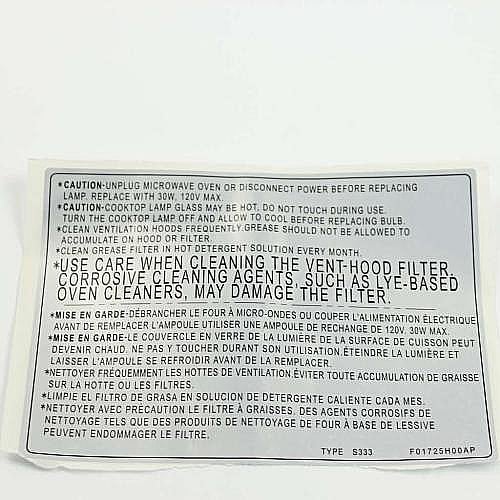 *CAUTION-UNPLUG MICROWAVE OVEN OR DISCONNECT POWER BEFORE REPLACING
LAMP. REPLACE WITH 30W, 120V MAX.
*CAUTION-COOKTOP LAMP GLASS MAY BE HOT, DO NOT TOUCH DURING USE.
TURN THE COOKTOP LAMP OFF AND ALLOW TO COOL BEFORE REPLACING BULB.
*CLEAN VENTILATION HOODS FREQUENTLY.GREASE SHOULD NOT BE ALLOWED TO
ACCUMULATE ON HOOD OR FILTER.
*CLEAN GREASE FILTER IN HOT DETERGENT SOLUTION EVERY MONTH.
*USE CARE WHEN CLEANING THE VENT-HOOD FILTER.
CORROSIVE CLEANING AGENTS, SUCH AS LYE-BASED
OVEN CLEANERS, MAY DAMAGE THE FILTER.
*MISE EN GARDE-DÉBRANCHER LE FOUR À MICRO-ONDES OU COUPER L'ALIMENTATION ÉLECTRIQUE
AVANT DE REMPLACER L'AMPOULE UTILISER UNE AMPOULE DE RECHANGE DE 120V, 30W MAX.
*MISE EN GARDE-LE COUVERCLE EN VERRE DE LA LUMIÈRE DE LA SURFACE DE CUISSON PEUT
DEVENIR CHAUD. NE PAS Y TOUCHER DURANT SON UTILISATION.ÉTEINDRE LA LUMIÈRE ET
LAISSER L'AMPOULE SE REFROIDIR AVANT DE LA REMPLACER.
*NETTOYER FRÉQUEMMENT LES HOTTES DE VENTILATION.ÉVITER TOUTE ACCUMULATION DE GRAISSE
SUR LA HOTTE OU LES FILTRES.
*LIMPIE EL FILTRO DE GRASA EN SOLUCION DE DETERGENTE CALIENTE CADA MES.
*NETTOYER AVEC PRÉCAUTION LE FILTRE À GRAISSES. DES AGENTS CORROSIFS DE
NETTOYAGE TELS QUE DES PRODUITS DE NETTOYAGE DE FOUR À BASE DE LESSIVE
PEUVENT ENDOMMAGER LE FILTRE.
TYPE S333 F01725H00AP